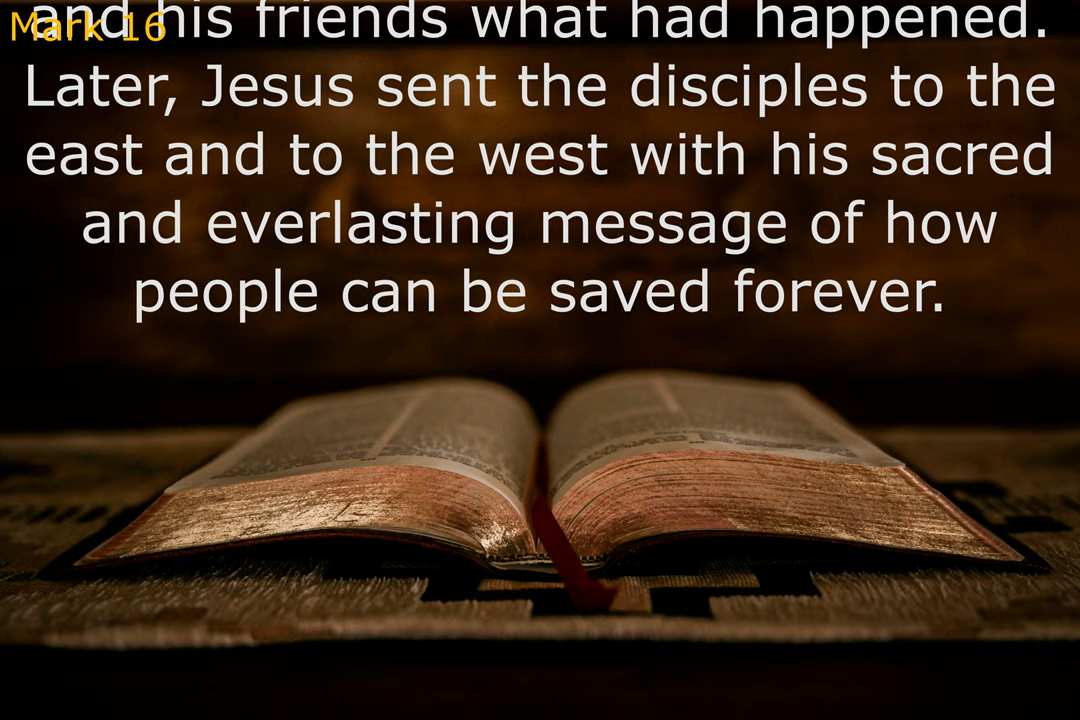 Mark 16
and his friends what had happened.
Later, Jesus sent the disciples to the
east and to the west with his sacred
and everlasting message of how
people can be saved forever.